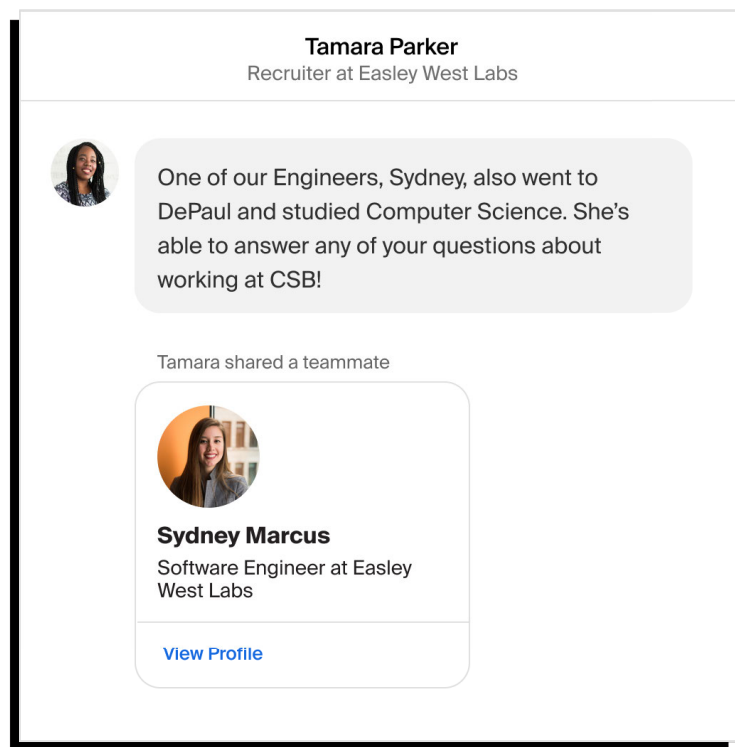 Tamara Parker
Recruiter at Easley West Labs
One of our Engineers, Sydney, also went to
DePaul and studied Computer Science. She’s
able to answer any of your questions about
working at CSB!
Tamara shared a teammate
Sydney Marcus
Software Engineer at Easley
West Labs
View Profile